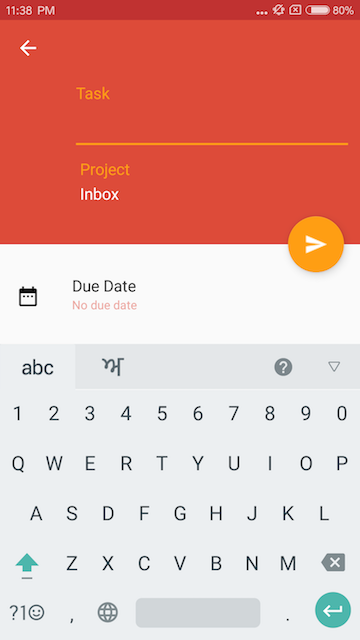 11:38 PM ... 80%
Task
Project
Inbox
Due Date
No due date
abc ਅ ?
1 2 3 4 5 6 7 8 9 0
Q W E R T Y U I O P
A S D F G H J K L
Z X C V B N M
?1☺ , .